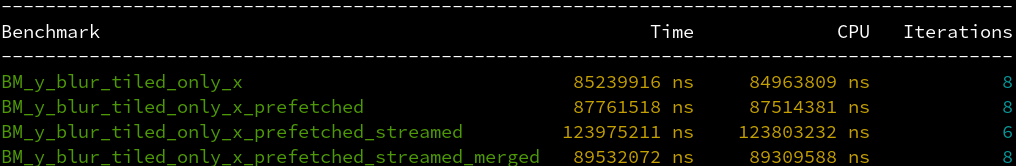 --------------------------------------------------------------------------------------------
Benchmark Time CPU Iterations
--------------------------------------------------------------------------------------------
BM_y_blur_tiled_only_x 85239916 ns 84963809 ns 8
BM_y_blur_tiled_only_x_prefetched 87761518 ns 87514381 ns 8
BM_y_blur_tiled_only_x_prefetched_streamed 123975211 ns 123803232 ns 6
BM_y_blur_tiled_only_x_prefetched_streamed_merged 89532072 ns 89309588 ns 8